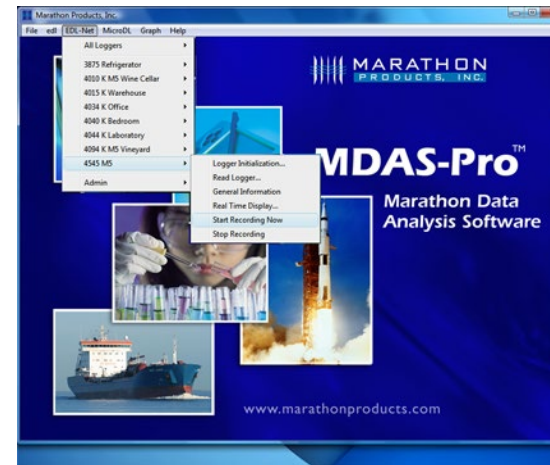 Marathon Products, Inc.
File edl EDL-Net MicroDL Graph Help
All Loggers
3875 Refrigerator
4010 K M5 Wine Cellar
4015 K Warehouse
4034 K Office
4040 K Bedroom
4044 K Laboratory
4094 K M5 Vineyard
4545 M5
Admin
Logger Initialization...
Read Logger...
General Information
Real Time Display...
Start Recording Now
Stop Recording
MARATHON
PRODUCTS, INC.
MDAS-Pro™
Marathon Data
Analysis Software
www.marathonproducts.com